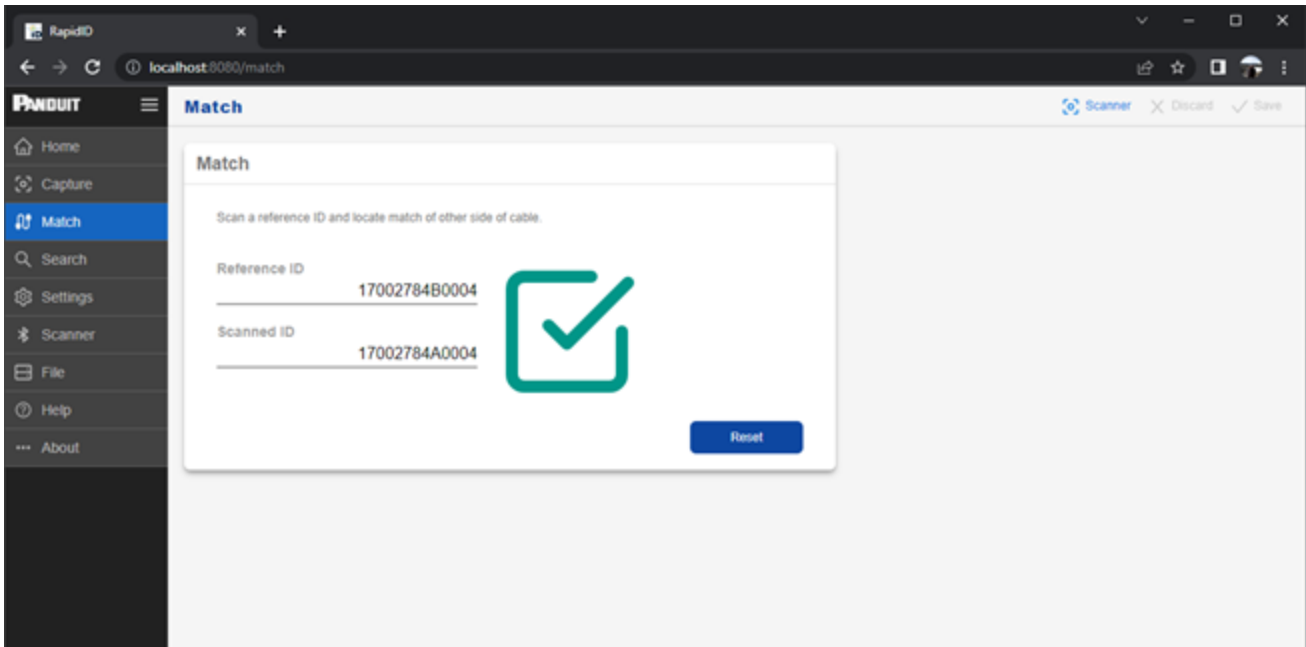 RapidID
localhost:8080/match
PANDUIT
Match
Scanner
Discard
Save
Home
Capture
Match
Search
Settings
Scanner
File
Help
About
Match
Scan a reference ID and locate match of other side of cable.
Reference ID
17002784B0004
Scanned ID
17002784A0004
Reset